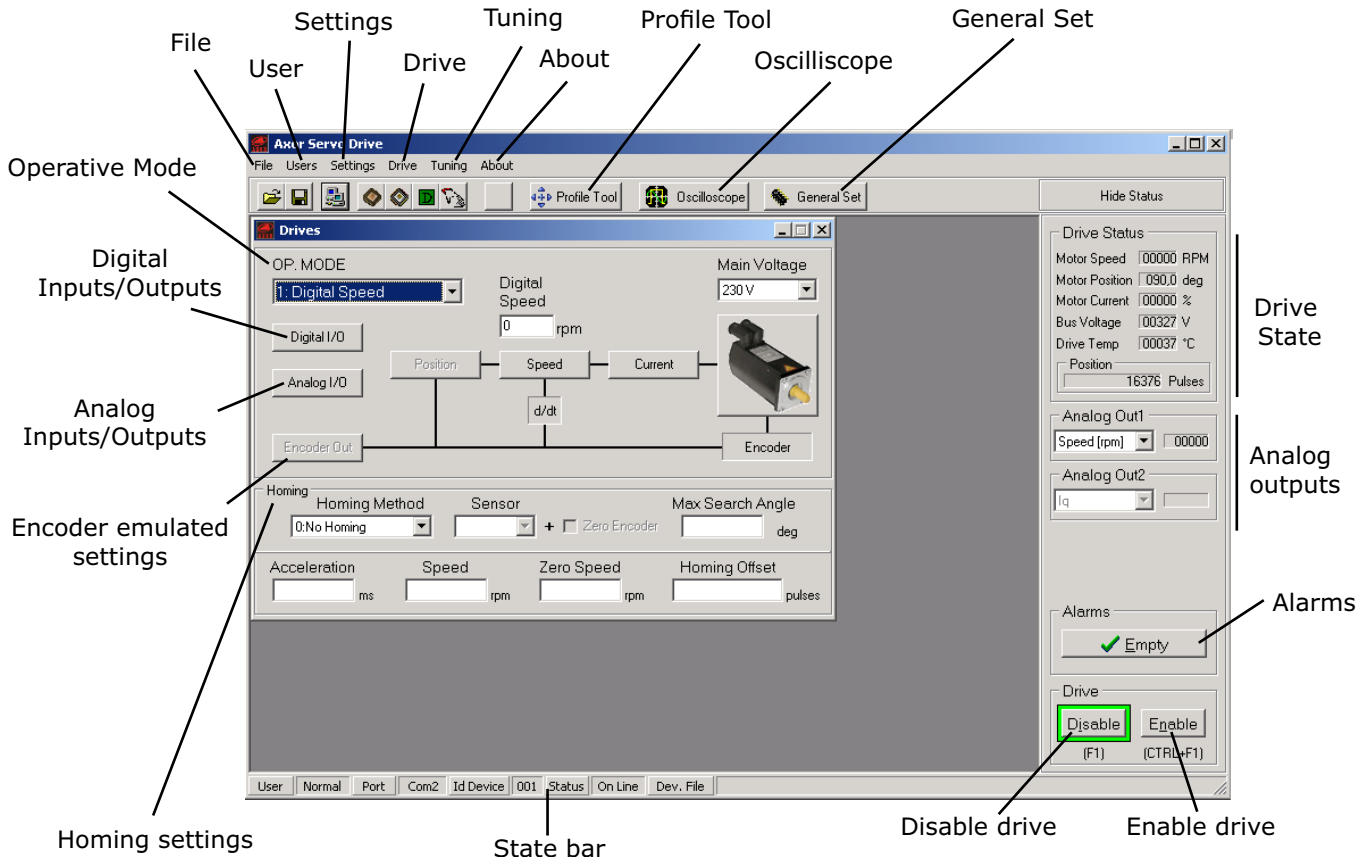 Settings
Tuning
Profile Tool
General Set
File
User
Drive
About
Oscilliscope
Operative Mode
Digital
Inputs/Outputs
Analog
Inputs/Outputs
Encoder emulated
settings
Homing settings
State bar
Disable drive
Enable drive
Alarms
Analog
outputs
Drive
State
Axor Servo Drive
File Users Settings Drive Tuning About
Profile Tool Oscilloscope General Set Hide Status
Drives
OP. MODE
1: Digital Speed
Digital
Speed
0 rpm
Main Voltage
230 V
Digital I/O
Analog I/O
Position Speed Current
d/dt
Encoder Out
Encoder
Homing
Homing Method Sensor Max Search Angle
0:No Homing + Zero Encoder deg
Acceleration Speed Zero Speed Homing Offset
ms rpm rpm pulses
Drive Status
Motor Speed 00000 RPM
Motor Position 090,0 deg
Motor Current 00000 %
Bus Voltage 00327 V
Drive Temp 00037 °C
Position
16376 Pulses
Analog Out1
Speed [rpm] 00000
Analog Out2
Iq
Alarms
Empty
Drive
Disable Enable
(F1) (CTRL+F1)
User Normal Port Com2 Id Device 001 Status On Line Dev. File